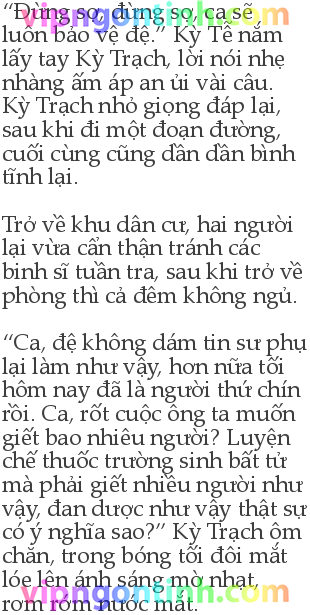 “Đừng sợ, đừng sợ, ca sẽ
luôn bảo vệ đệ.” Kỳ Tễ nắm
lấy tay Kỳ Trạch, lời nói nhẹ
nhàng ấm áp an ủi vài câu.
Kỳ Trạch nhỏ giọng đáp lại,
sau khi đi một đoạn đường,
cuối cùng cũng dần dần bình
tĩnh lại.
Trở về khu dân cư, hai người
lại vừa cẩn thận tránh các
binh sĩ tuần tra, sau khi trở về
phòng thì cả đêm không ngủ.
“Ca, đệ không dám tin sư phụ
lại làm như vậy, hơn nữa tối
hôm nay đã là người thứ chín
rồi. Ca, rốt cuộc ông ta muốn
giết bao nhiêu người? Luyện
chế thuốc trường sinh bất tử
mà phải giết nhiều người như
vậy, đan dược như vậy thật sự
có ý nghĩa sao?” Kỳ Trạch ôm
chăn, trong bóng tối đôi mắt
lóe lên ánh sáng mờ nhạt,
rơm rớm nước mắt.
vipngontinh.com
vipngontinh.com